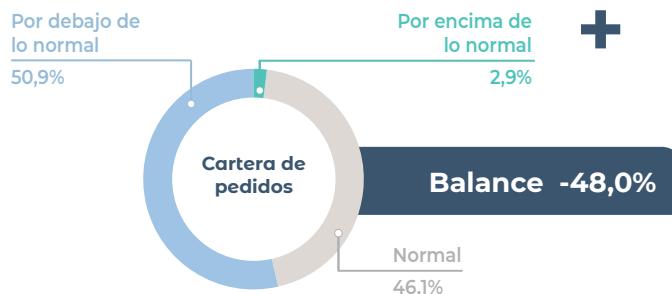 Por debajo de
lo normal
50,9%
Por encima de
lo normal
2,9%
Cartera de
pedidos
Balance -48,0%
Normal
46,1%